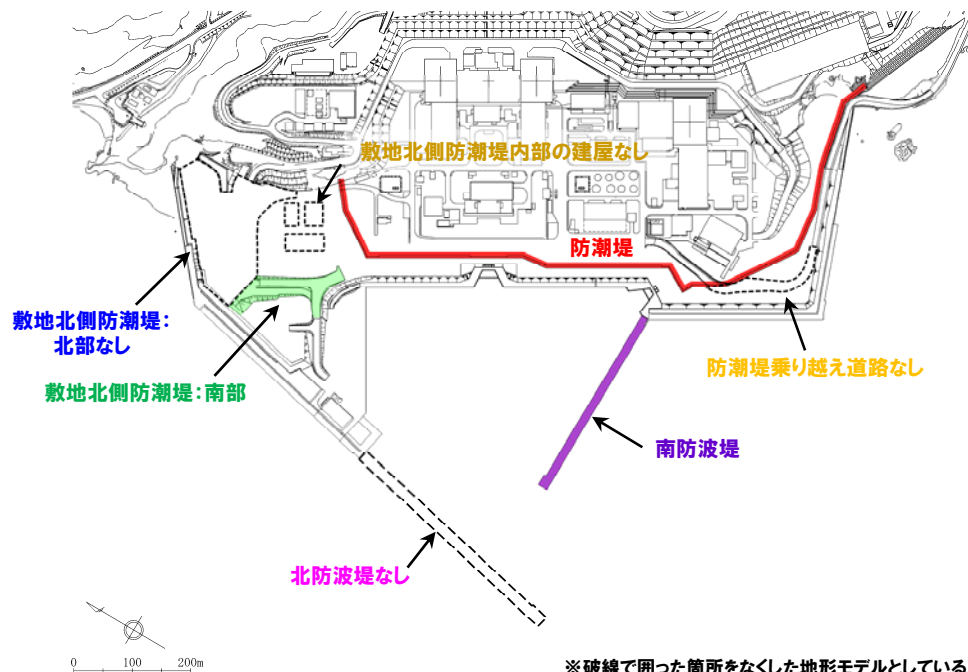 敷地北側防潮堤内部の建屋なし
防潮堤
敷地北側防潮堤:
北部なし
防潮堤乗り越え道路なし
敷地北側防潮堤:南部
南防波堤
北防波堤なし
0 100 200m
※破線で囲った箇所をなくした地形モデルとしている